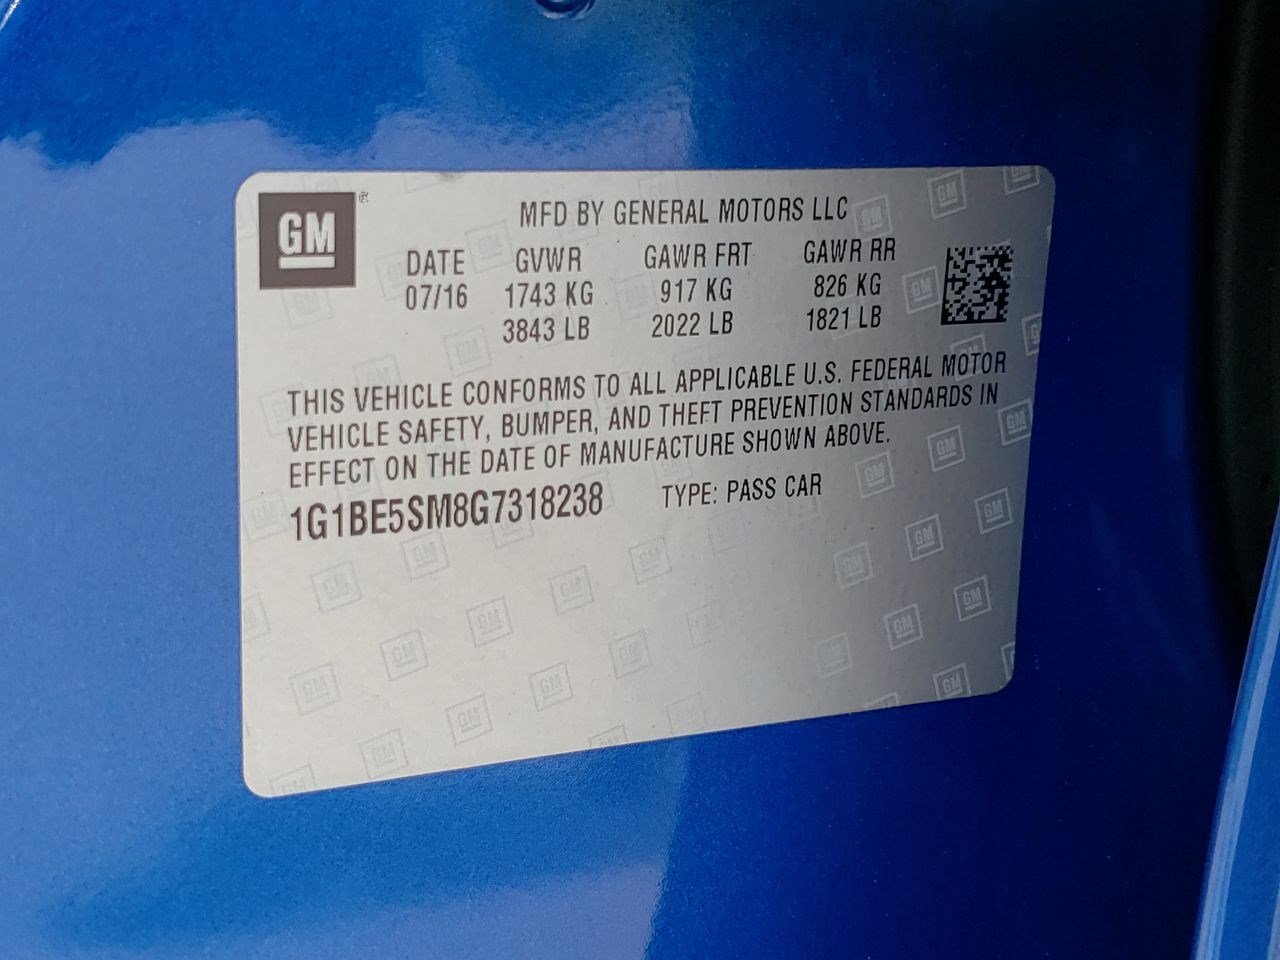 GM ®
MFD BY GENERAL MOTORS LLC
DATE GVWR GAWR FRT GAWR RR
07/16 1743 KG 917 KG 826 KG
3843 LB 2022 LB 1821 LB
THIS VEHICLE CONFORMS TO ALL APPLICABLE U.S. FEDERAL MOTOR
VEHICLE SAFETY, BUMPER, AND THEFT PREVENTION STANDARDS IN
EFFECT ON THE DATE OF MANUFACTURE SHOWN ABOVE.
1G1BE5SM8G7318238 TYPE: PASS CAR